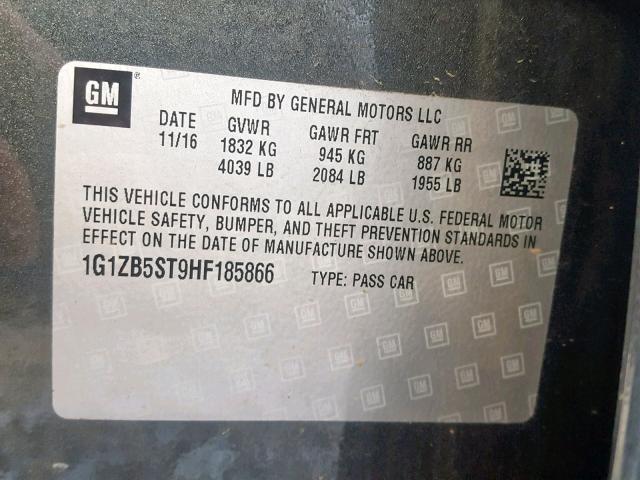 GM ®
MFD BY GENERAL MOTORS LLC
DATE GVWR GAWR FRT GAWR RR
11/16 1832 KG 945 KG 887 KG
4039 LB 2084 LB 1955 LB
THIS VEHICLE CONFORMS TO ALL APPLICABLE U.S. FEDERAL MOTOR
VEHICLE SAFETY, BUMPER, AND THEFT PREVENTION STANDARDS IN
EFFECT ON THE DATE OF MANUFACTURE SHOWN ABOVE.
1G1ZB5ST9HF185866 TYPE: PASS CAR